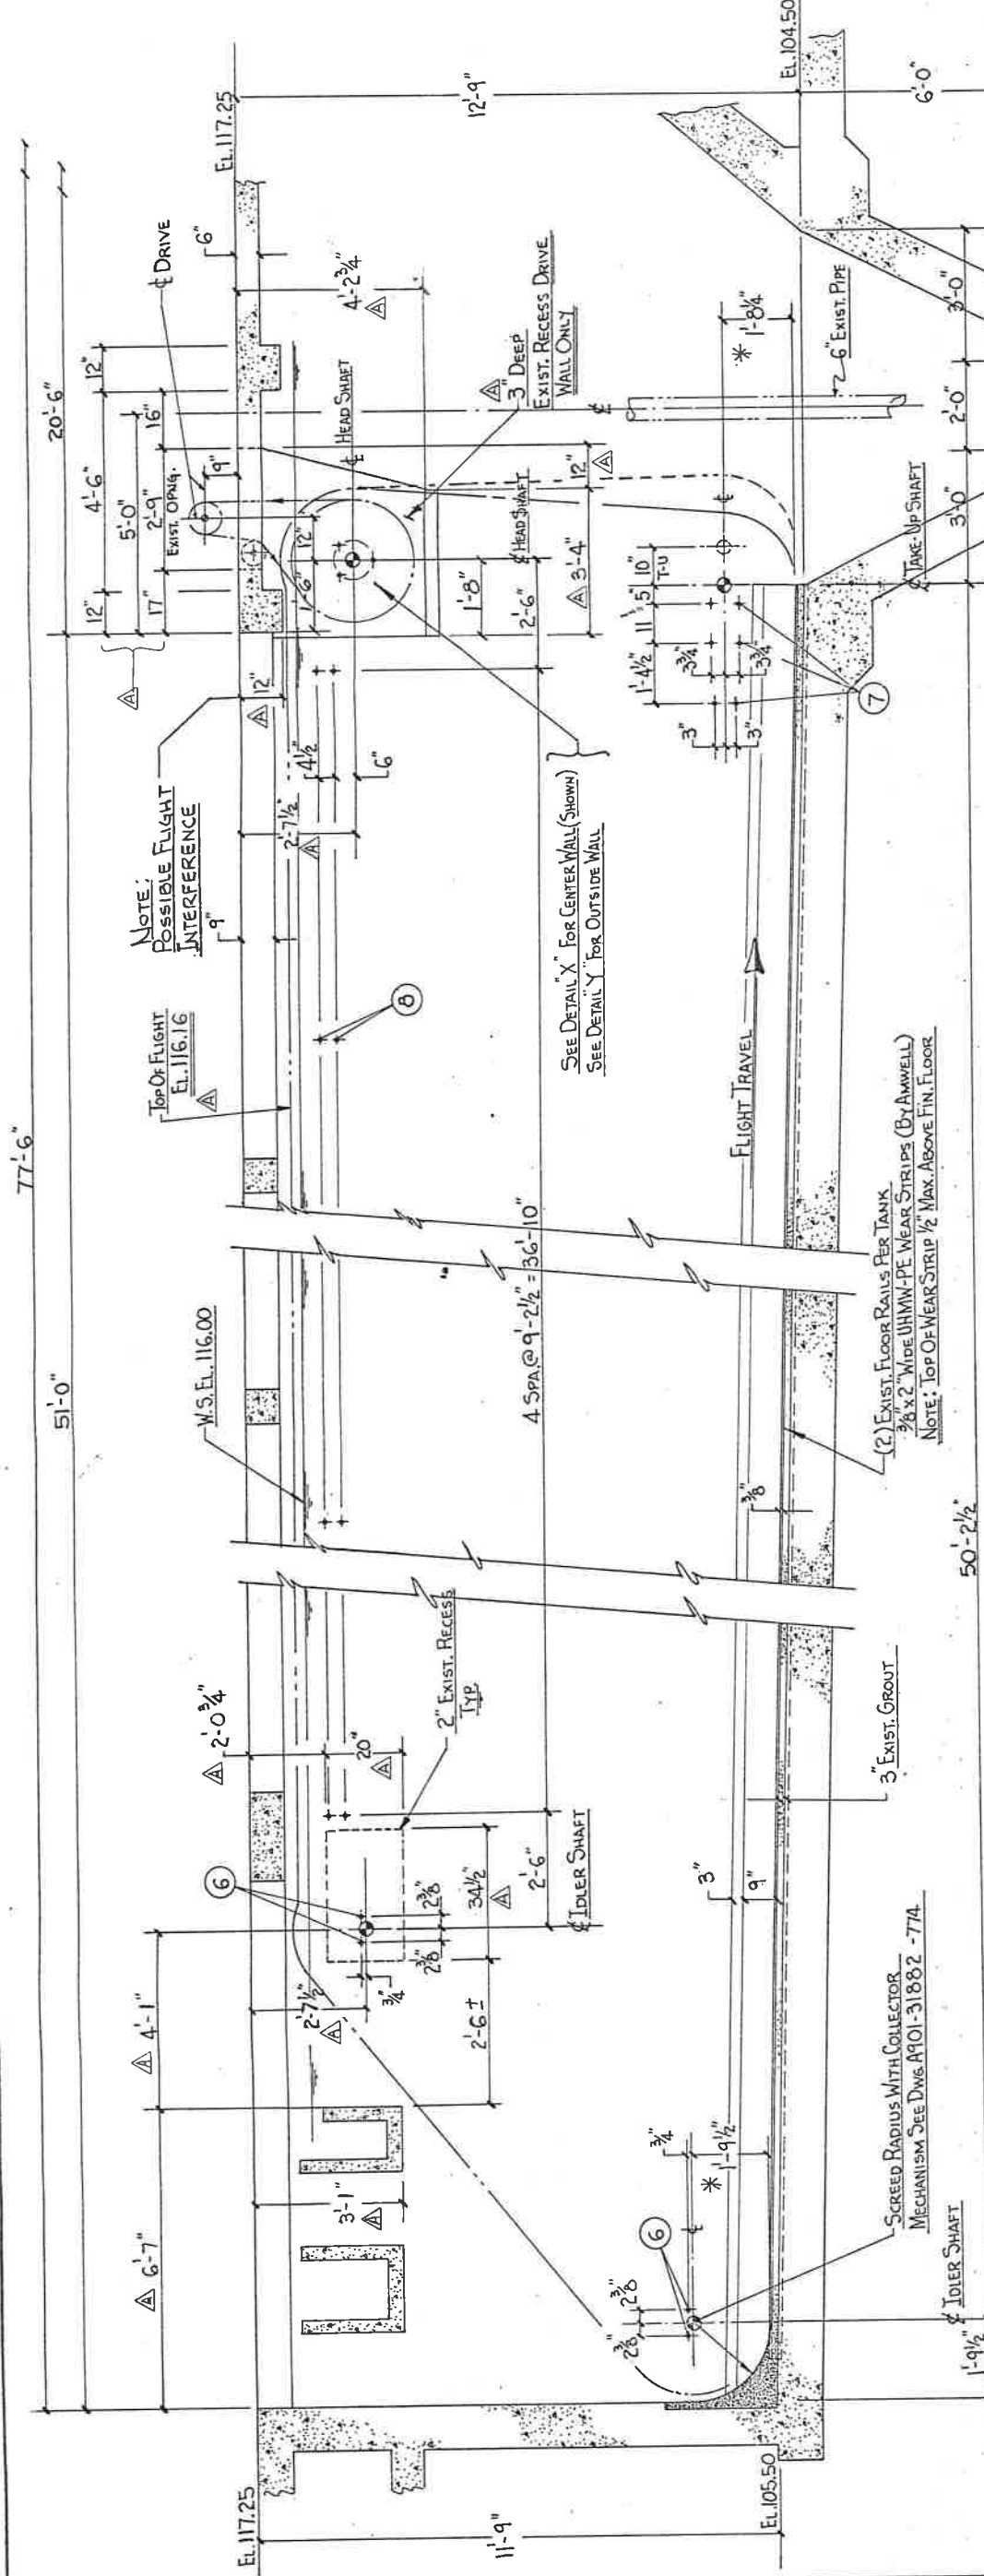 77'-6"
51'-0"
20'-6"
12"
4'-6"
12"
5'-0"
17"
2'-9"
16"
EXIST. OPNG.
9"
¢ DRIVE
6"
EL.117.25
12'-9"
EL.104.50
6'-0"
A
NOTE:
POSSIBLE FLIGHT
INTERFERENCE
9"
12"
A
TOP OF FLIGHT
EL.116.16
A
W.S. EL. 116.00
4½"
6"
2'-7½"
A
8
1'-6"
12"
¢ HEAD SHAFT
4'-2¾"
A
A
3" DEEP
EXIST. RECESS DRIVE
WALL ONLY
1'-8"
2'-6"
¢ HEAD SHAFT
A 3'-4"
12"
A
SEE DETAIL "X" FOR CENTER WALL (SHOWN)
SEE DETAIL "Y" FOR OUTSIDE WALL
4 SPA.@ 9'-2½" = 36'-10"
A 6'-7"
A 4'-1"
A 2'-0¾"
20"
A
2" EXIST. RECESS
TYP.
6
2'-7½"
A
¾"
2⅜"
2⅜"
34½"
A
2'-6"
¢ IDLER SHAFT
2'-6±
3'-1"
A
EL.117.25
11'-9"
EL.105.50
6
2⅜"
2⅜"
¾"
* 1'-9½"
¢
3"
9"
3" EXIST. GROUT
SCREED RADIUS WITH COLLECTOR
MECHANISM SEE DWG. A901-31882-774
1'-9½"
¢ IDLER SHAFT
FLIGHT TRAVEL
⅜"
(2) EXIST. FLOOR RAILS PER TANK
⅜" x 2" WIDE UHMW-PE WEAR STRIPS (BY AMWELL)
NOTE: TOP OF WEAR STRIP ½" MAX. ABOVE FIN. FLOOR
50'-2½"
1'-4½"
11"
5"
10"
T-U
¢
3¾"
3¾"
3"
3"
7
* 1'-8¼"
6" EXIST. PIPE
¢
¢ TAKE-UP SHAFT
3'-0"
2'-0"
3'-0"